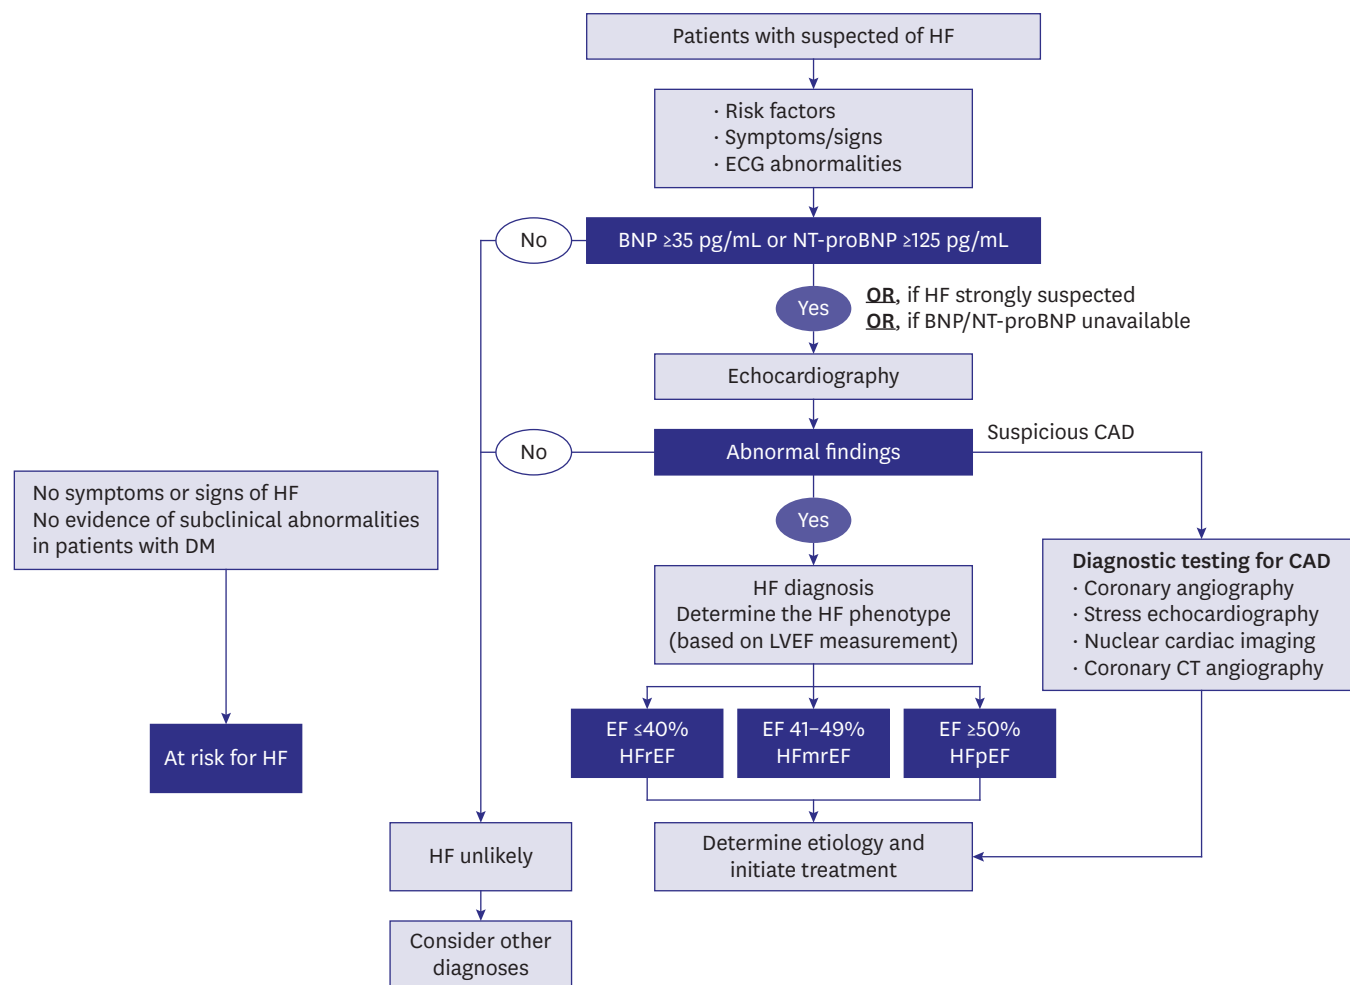 Patients with suspected of HF
· Risk factors
· Symptoms/signs
· ECG abnormalities
No
BNP ≥35 pg/mL or NT-proBNP ≥125 pg/mL
Yes
OR, if HF strongly suspected
OR, if BNP/NT-proBNP unavailable
Echocardiography
No
Abnormal findings
Suspicious CAD
No symptoms or signs of HF
No evidence of subclinical abnormalities
in patients with DM
Yes
Diagnostic testing for CAD
· Coronary angiography
· Stress echocardiography
· Nuclear cardiac imaging
· Coronary CT angiography
HF diagnosis
Determine the HF phenotype
(based on LVEF measurement)
At risk for HF
EF ≤40%
HFrEF
EF 41–49%
HFmrEF
EF ≥50%
HFpEF
HF unlikely
Determine etiology and
initiate treatment
Consider other
diagnoses